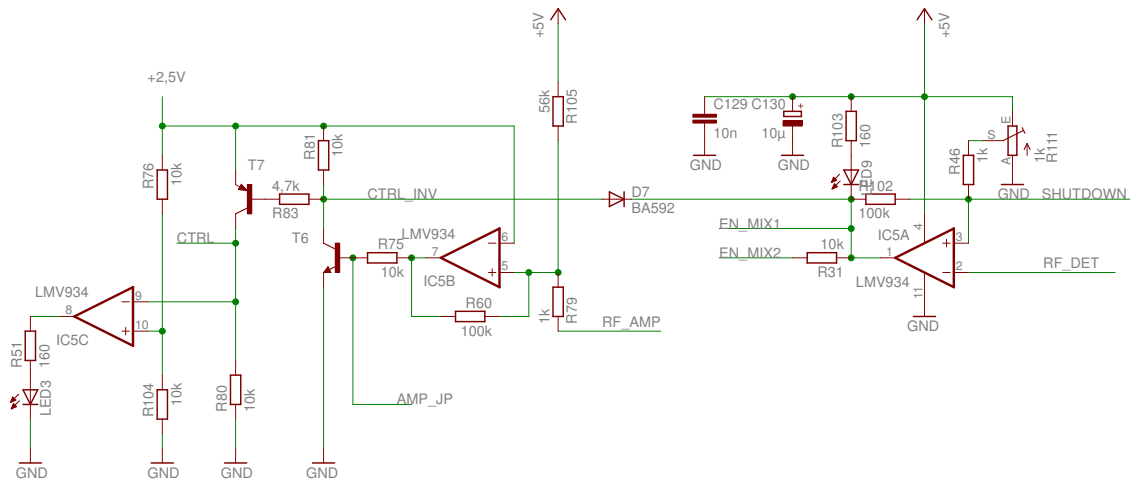 +5V
+5V
+2,5V
56k
R105
C129
10n
C130
+
10µ
R103
160
E
S
A
1k
R111
R46
1k
R76
10k
T7
R81
10k
4,7k
R83
CTRL_INV
D7
BA592
R102
100k
GND
GND
GND
SHUTDOWN
CTRL
T6
R75
10k
LMV934
6
7
5
IC5B
EN_MIX1
EN_MIX2
10k
R31
IC5A
4
3
1
2
LMV934
11
GND
RF_DET
LMV934
9
8
10
IC5C
R60
100k
1k
R79
RF_AMP
R51
160
LED3
R104
10k
R80
10k
AMP_JP
GND
GND
GND
GND